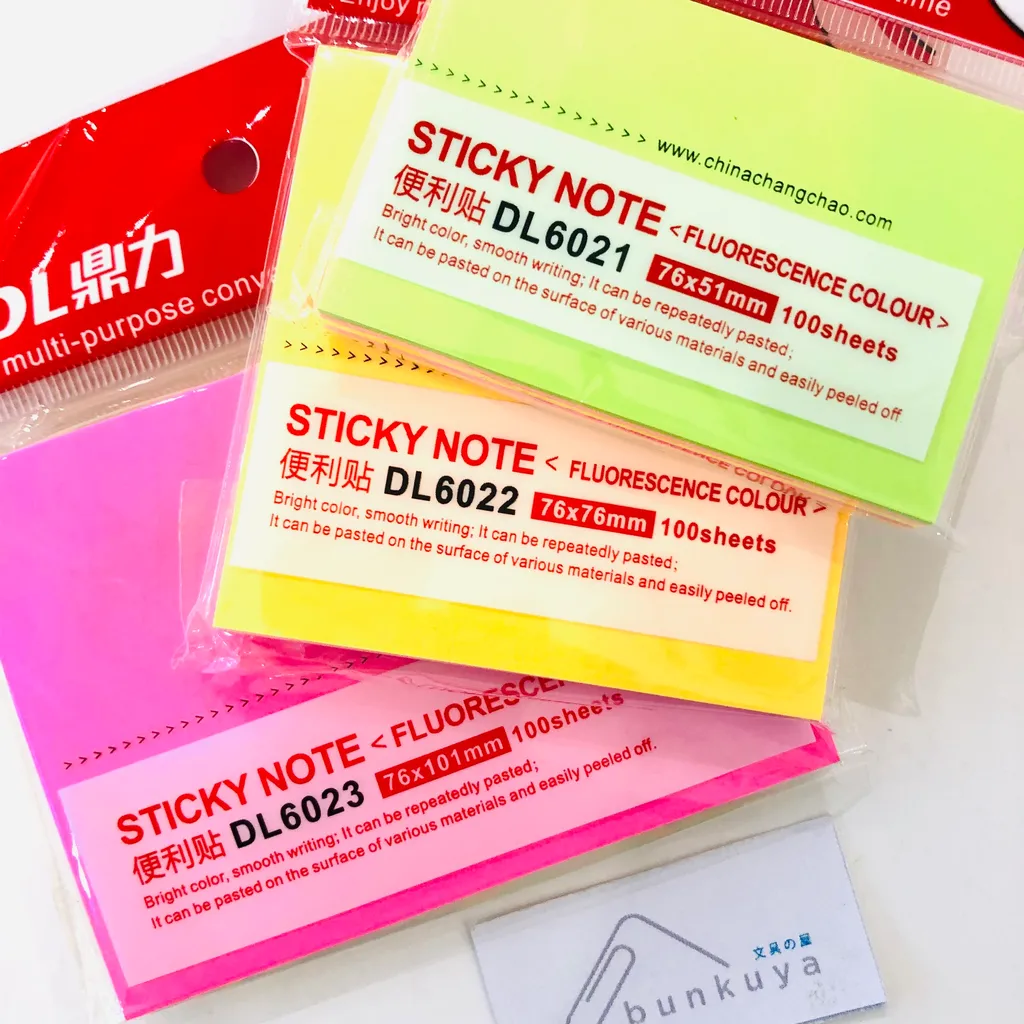 Enjoy
me
DL鼎力
multi-purpose conv
>>>>>>>>>>>>> www.chinachangchao.com
STICKY NOTE <FLUORESCENCE COLOUR>
便利贴 DL6021 76x51mm 100sheets
Bright color, smooth writing; It can be repeatedly pasted;
It can be pasted on the surface of various materials and easily peeled off.
>>>>>>>>>>>
STICKY NOTE < FLUORESCENCE COLOUR >
便利贴 DL6022 76x76mm 100sheets
Bright color, smooth writing; It can be repeatedly pasted;
It can be pasted on the surface of various materials and easily peeled off.
STICKY NOTE <FLUORESCE
便利贴 DL6023 76x101mm 100sheets
Bright color, smooth writing; It can be repeatedly pasted;
It can be pasted on the surface of various materials and easily peeled off.
文具の屋
bunkuya